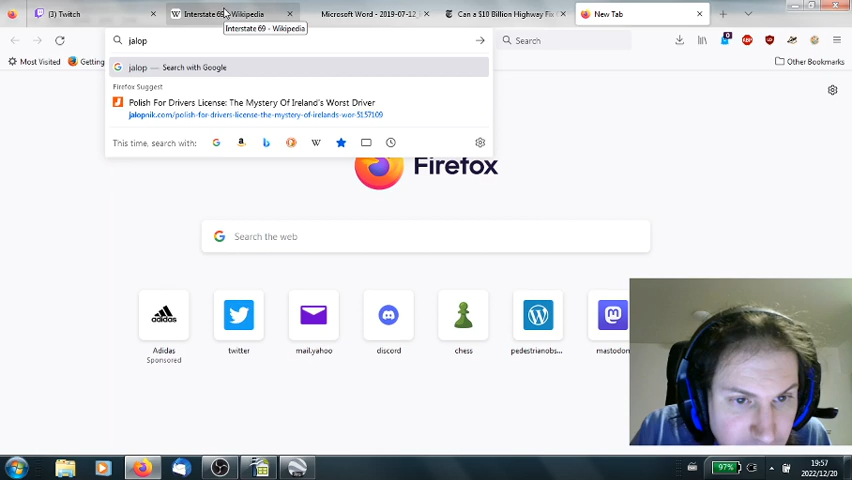 (3) Twitch
Interstate 69 - Wikipedia
Microsoft Word - 2019-07-12_
Can a $10 Billion Highway Fix
New Tab
Interstate 69 - Wikipedia
jalop
Search
Most Visited
Getting
Other Bookmarks
jalop — Search with Google
Firefox Suggest
Polish For Drivers License: The Mystery Of Ireland's Worst Driver
jalopnik.com/polish-for-drivers-license-the-mystery-of-irelands-wor-5157109
This time, search with:
Firefox
Search the web
adidas
Adidas
Sponsored
twitter
mail.yahoo
discord
chess
pedestrianobs...
mastodon
97%
19:57
2022/12/20